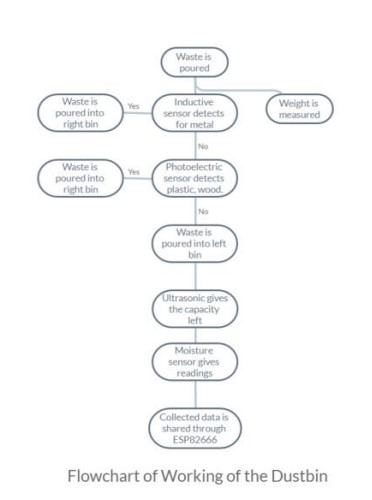 Waste is
poured
Waste is
poured into
right bin
Yes
Inductive
sensor detects
for metal
Weight is
measured
No
Waste is
poured into
right bin
Yes
Photoelectric
sensor detects
plastic, wood.
No
Waste is
poured into left
bin
Ultrasonic gives
the capacity
left
Moisture
sensor gives
readings
Collected data is
shared through
ESP82666
Flowchart of Working of the Dustbin